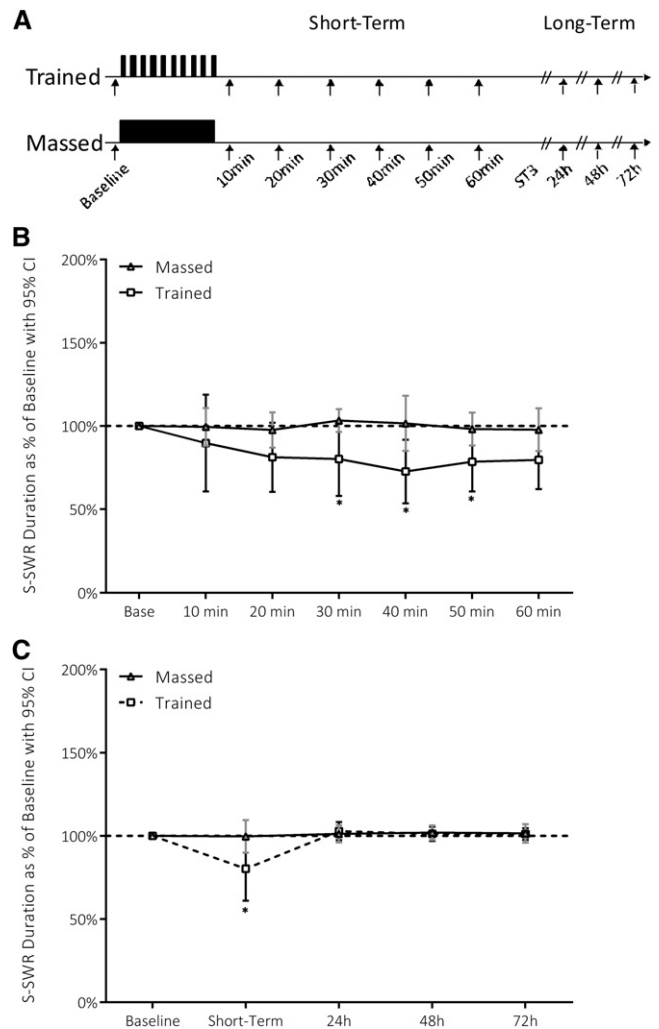 A
Short-Term
Long-Term
Trained
Massed
Baseline
10min
20min
30min
40min
50min
60min
ST3
24h
48h
72h
B
S-SWR Duration as % of Baseline with 95% CI
200%
150%
100%
50%
0%
Massed
Trained
*
*
*
Base
10 min
20 min
30 min
40 min
50 min
60 min
C
S-SWR Duration as % of Baseline with 95% CI
200%
150%
100%
50%
0%
Massed
Trained
*
Baseline
Short-Term
24h
48h
72h